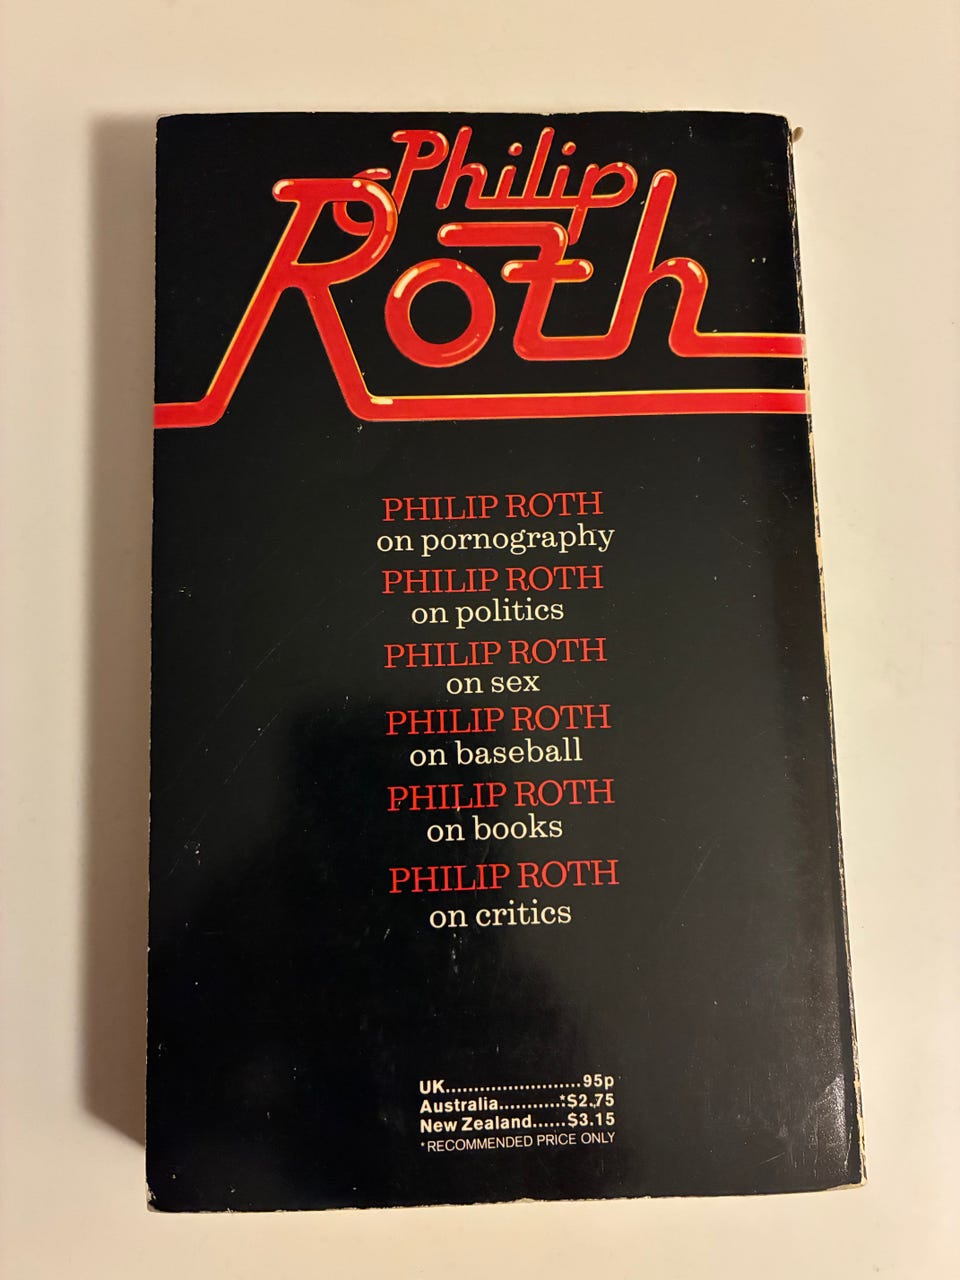 Philip
Roth
PHILIP ROTH
on pornography
PHILIP ROTH
on politics
PHILIP ROTH
on sex
PHILIP ROTH
on baseball
PHILIP ROTH
on books
PHILIP ROTH
on critics
UK........................95p
Australia...........*$2.75
New Zealand......$3.15
*RECOMMENDED PRICE ONLY